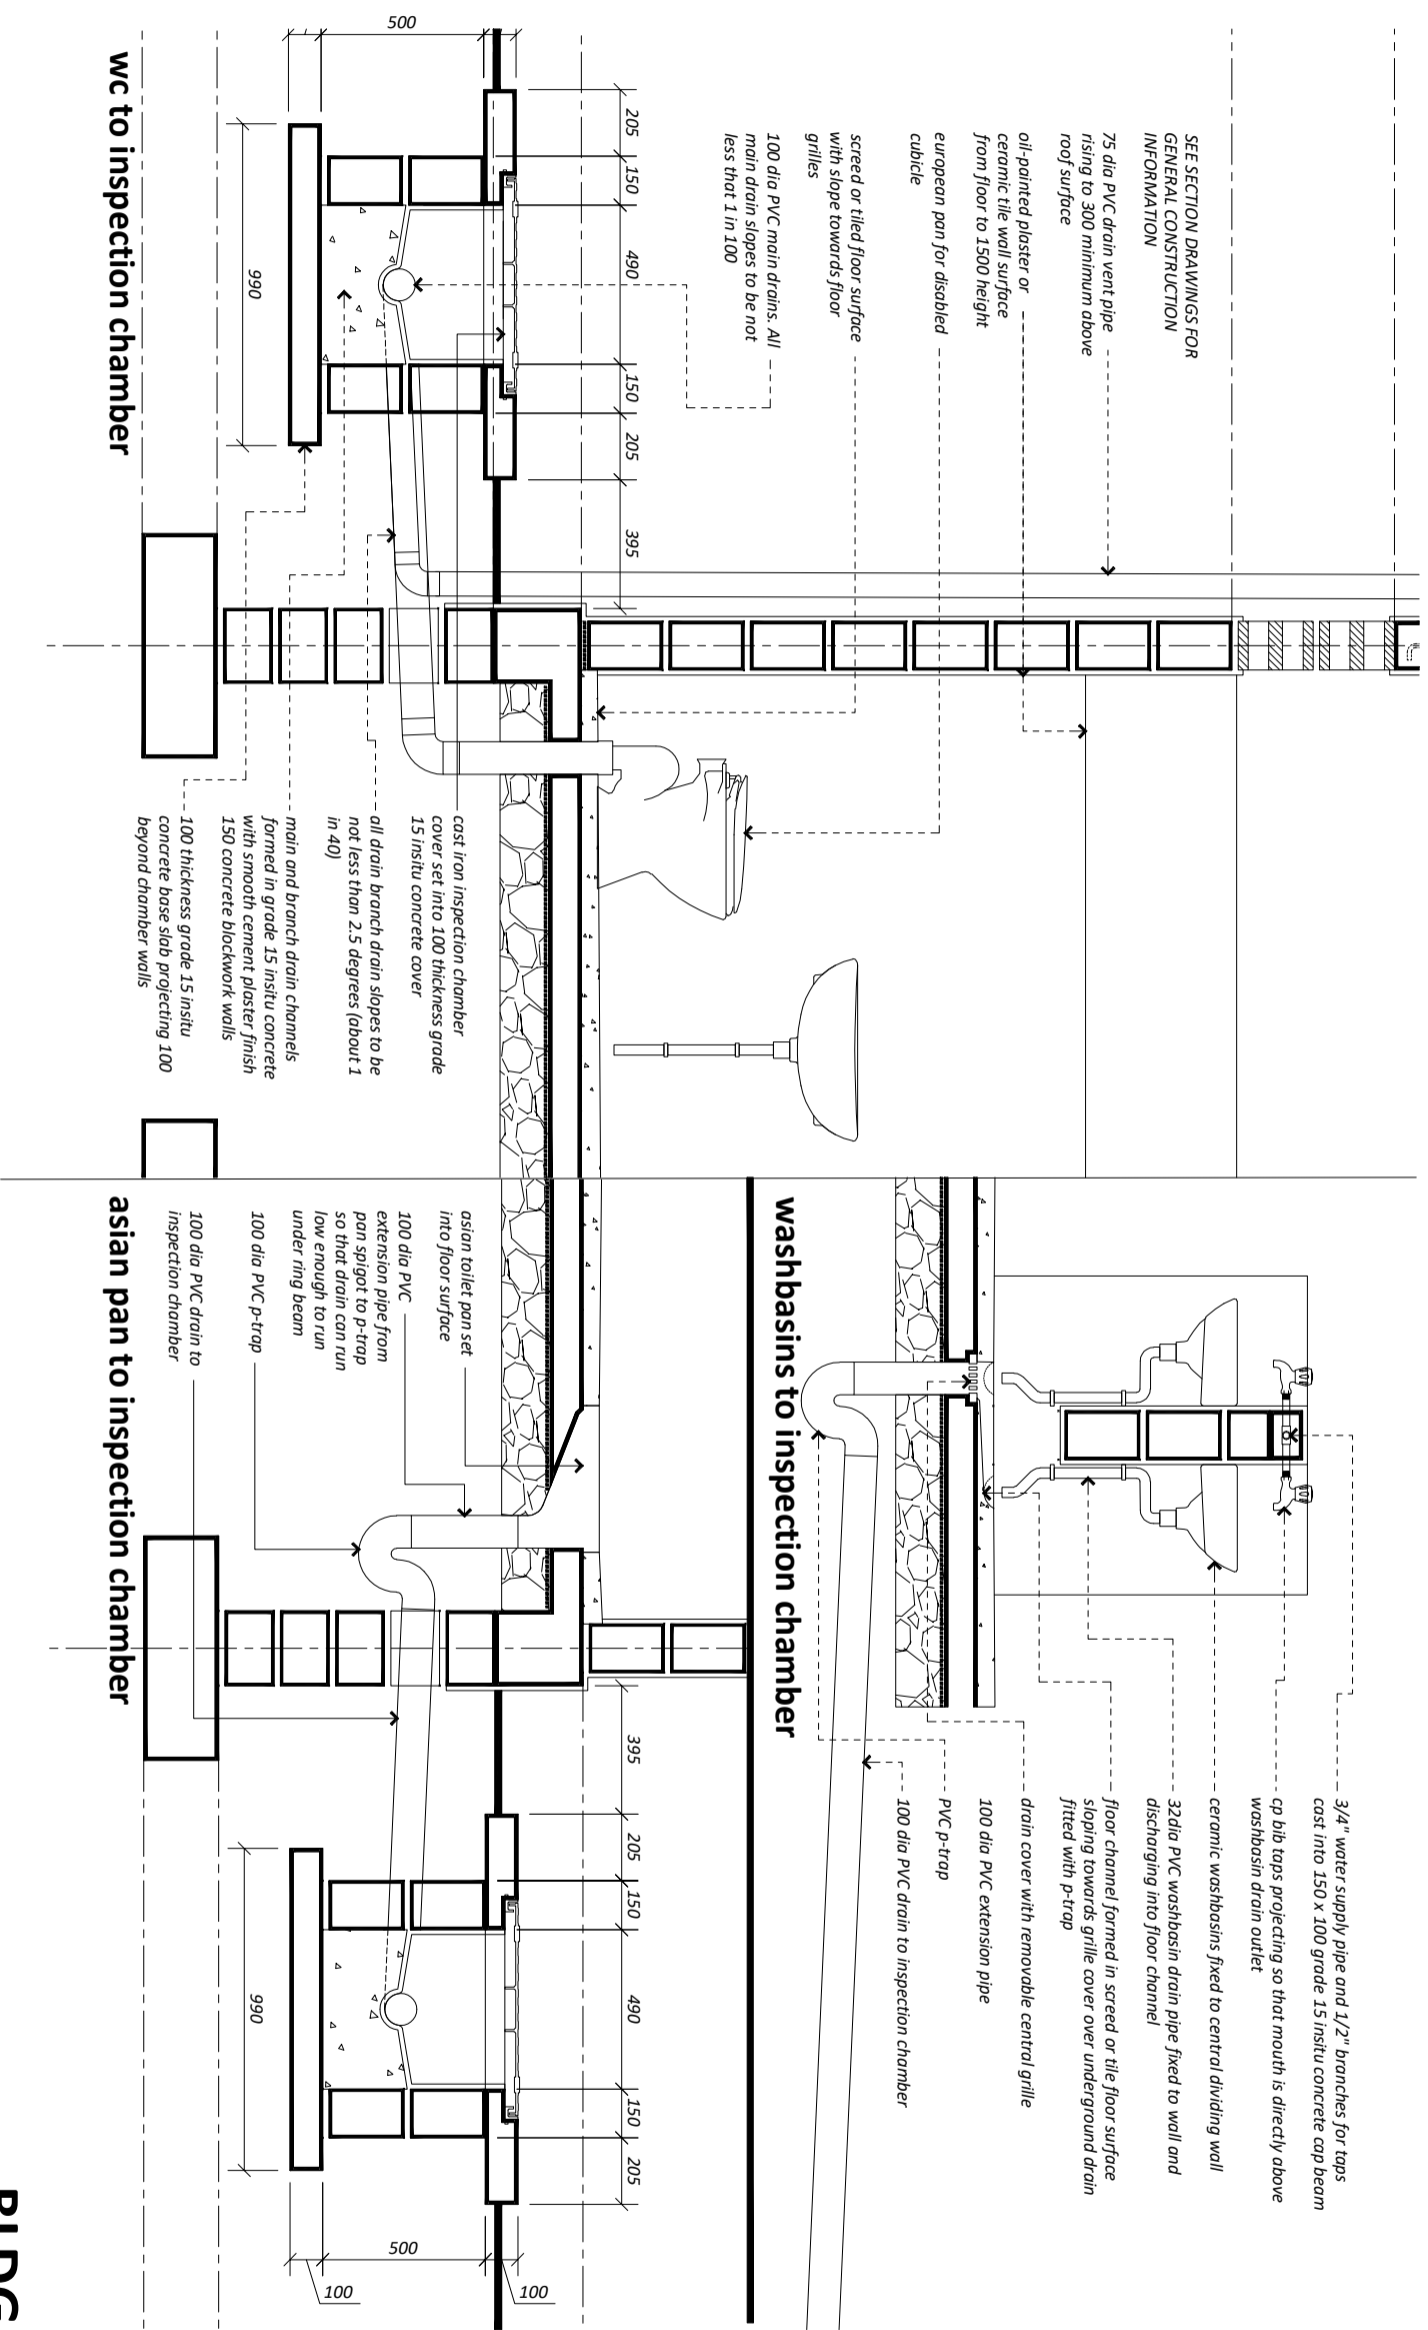 SEE SECTION DRAWINGS FOR
GENERAL CONSTRUCTION
INFORMATION
75 dia PVC drain vent pipe
rising to 300 minimum above
roof surface
oil-painted plaster or
ceramic tile wall surface
from floor to 1500 height
european pan for disabled
cubicle
screed or tiled floor surface
with slope towards floor
grilles
100 dia PVC main drains. All
main drain slopes to be not
less that 1 in 100
205
150
490
150
205
395
500
990
cast iron inspection chamber
cover set into 100 thickness grade
15 insitu concrete cover
all drain branch drain slopes to be
not less than 2.5 degrees (about 1
in 40)
main and branch drain channels
formed in grade 15 insitu concrete
with smooth cement plaster finish
150 concrete blockwork walls
100 thickness grade 15 insitu
concrete base slab projecting 100
beyond chamber walls
wc to inspection chamber
3/4" water supply pipe and 1/2" branches for taps
cast into 150 x 100 grade 15 insitu concrete cap beam
cp bib taps projecting so that mouth is directly above
washbasin drain outlet
ceramic washbasins fixed to central dividing wall
32dia PVC washbasin drain pipe fixed to wall and
discharging into floor channel
floor channel formed in screed or tile floor surface
sloping towards grille cover over underground drain
fitted with p-trap
drain cover with removable central grille
100 dia PVC extension pipe
PVC p-trap
100 dia PVC drain to inspection chamber
washbasins to inspection chamber
395
205
150
490
150
205
asian toilet pan set
into floor surface
100 dia PVC
extension pipe from
pan spigot to p-trap
so that drain can run
low enough to run
under ring beam
100 dia PVC p-trap
100 dia PVC drain to
inspection chamber
990
500
100
100
asian pan to inspection chamber
BLDG